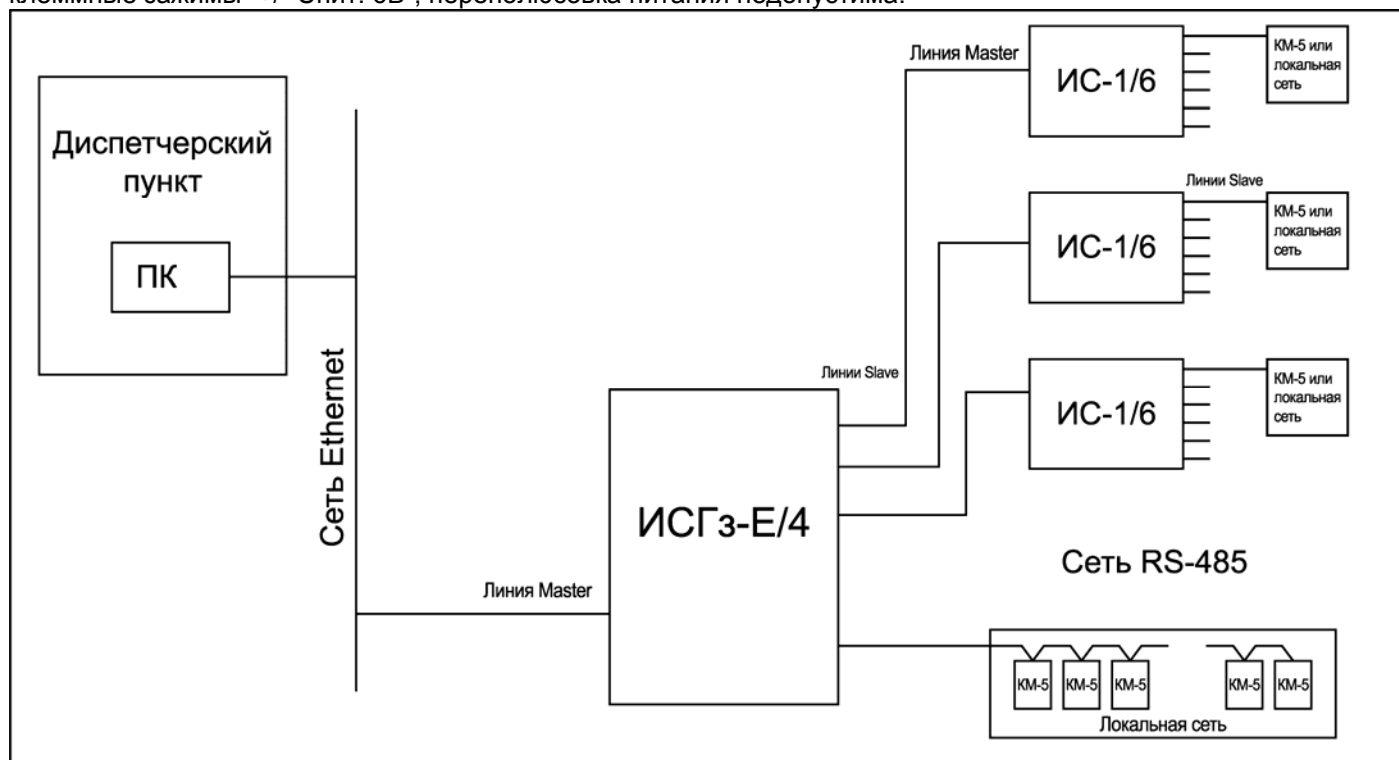 Линия Master
ИС-1/6
КМ-5 или
локальная
сеть
Диспетчерский
пункт
ПК
Сеть Ethernet
Линии Slave
ИС-1/6
КМ-5 или
локальная
сеть
Линии Slave
ИС-1/6
КМ-5 или
локальная
сеть
ИСГз-Е/4
Сеть RS-485
Линия Master
КМ-5 КМ-5 КМ-5 КМ-5 КМ-5
Локальная сеть